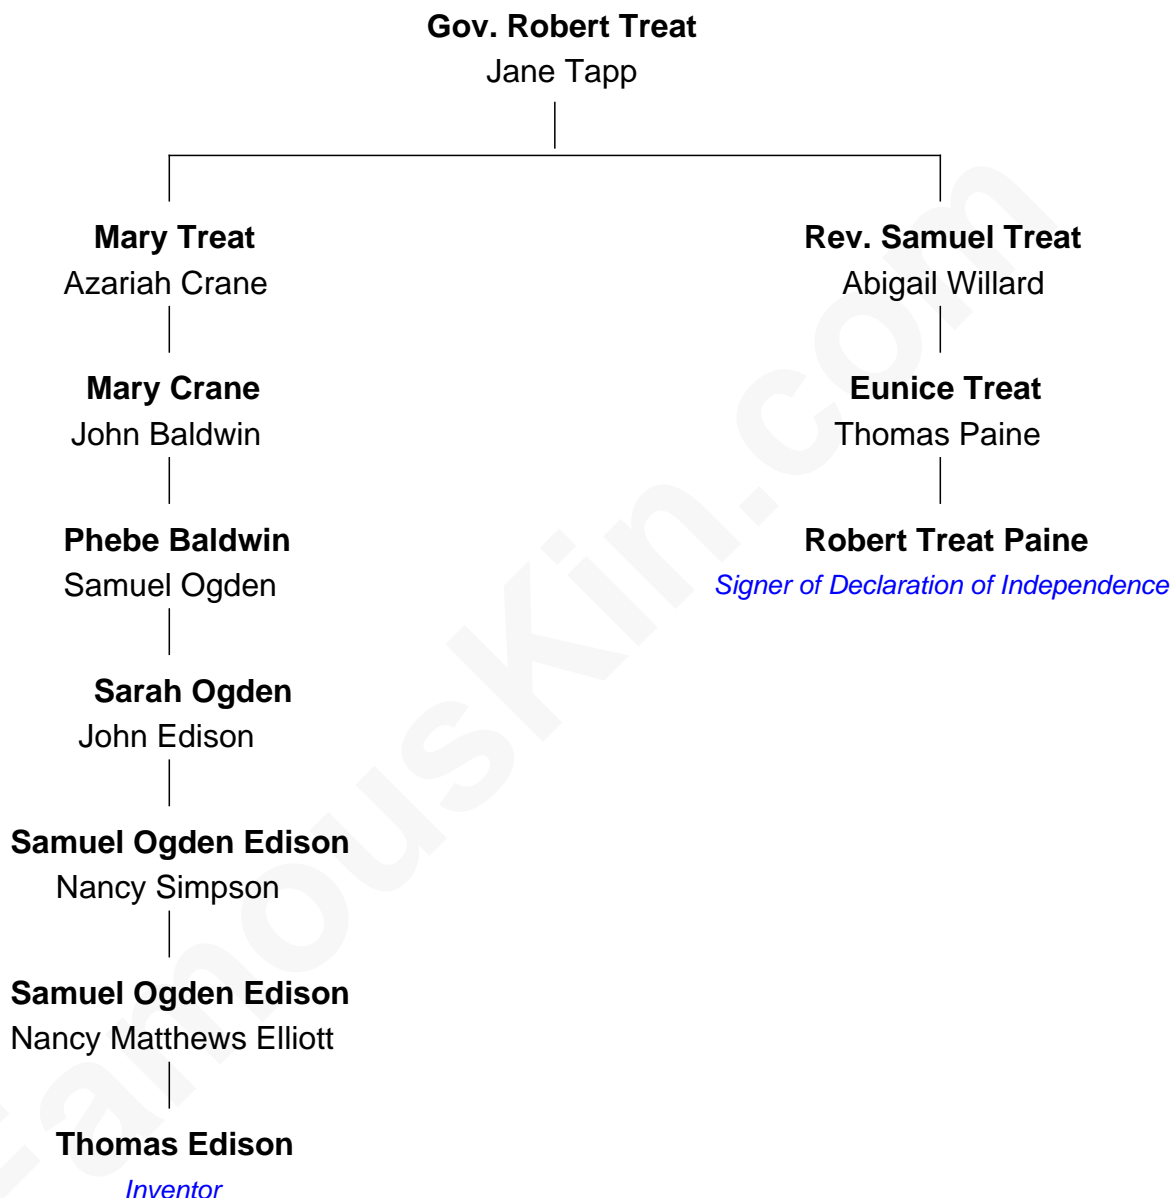 Gov. Robert Treat
Jane Tapp
Mary Treat
Azariah Crane
Rev. Samuel Treat
Abigail Willard
Mary Crane
John Baldwin
Eunice Treat
Thomas Paine
Phebe Baldwin
Samuel Ogden
Robert Treat Paine
Signer of Declaration of Independence
Sarah Ogden
John Edison
Samuel Ogden Edison
Nancy Simpson
Samuel Ogden Edison
Nancy Matthews Elliott
Thomas Edison
Inventor
FamousKin.com